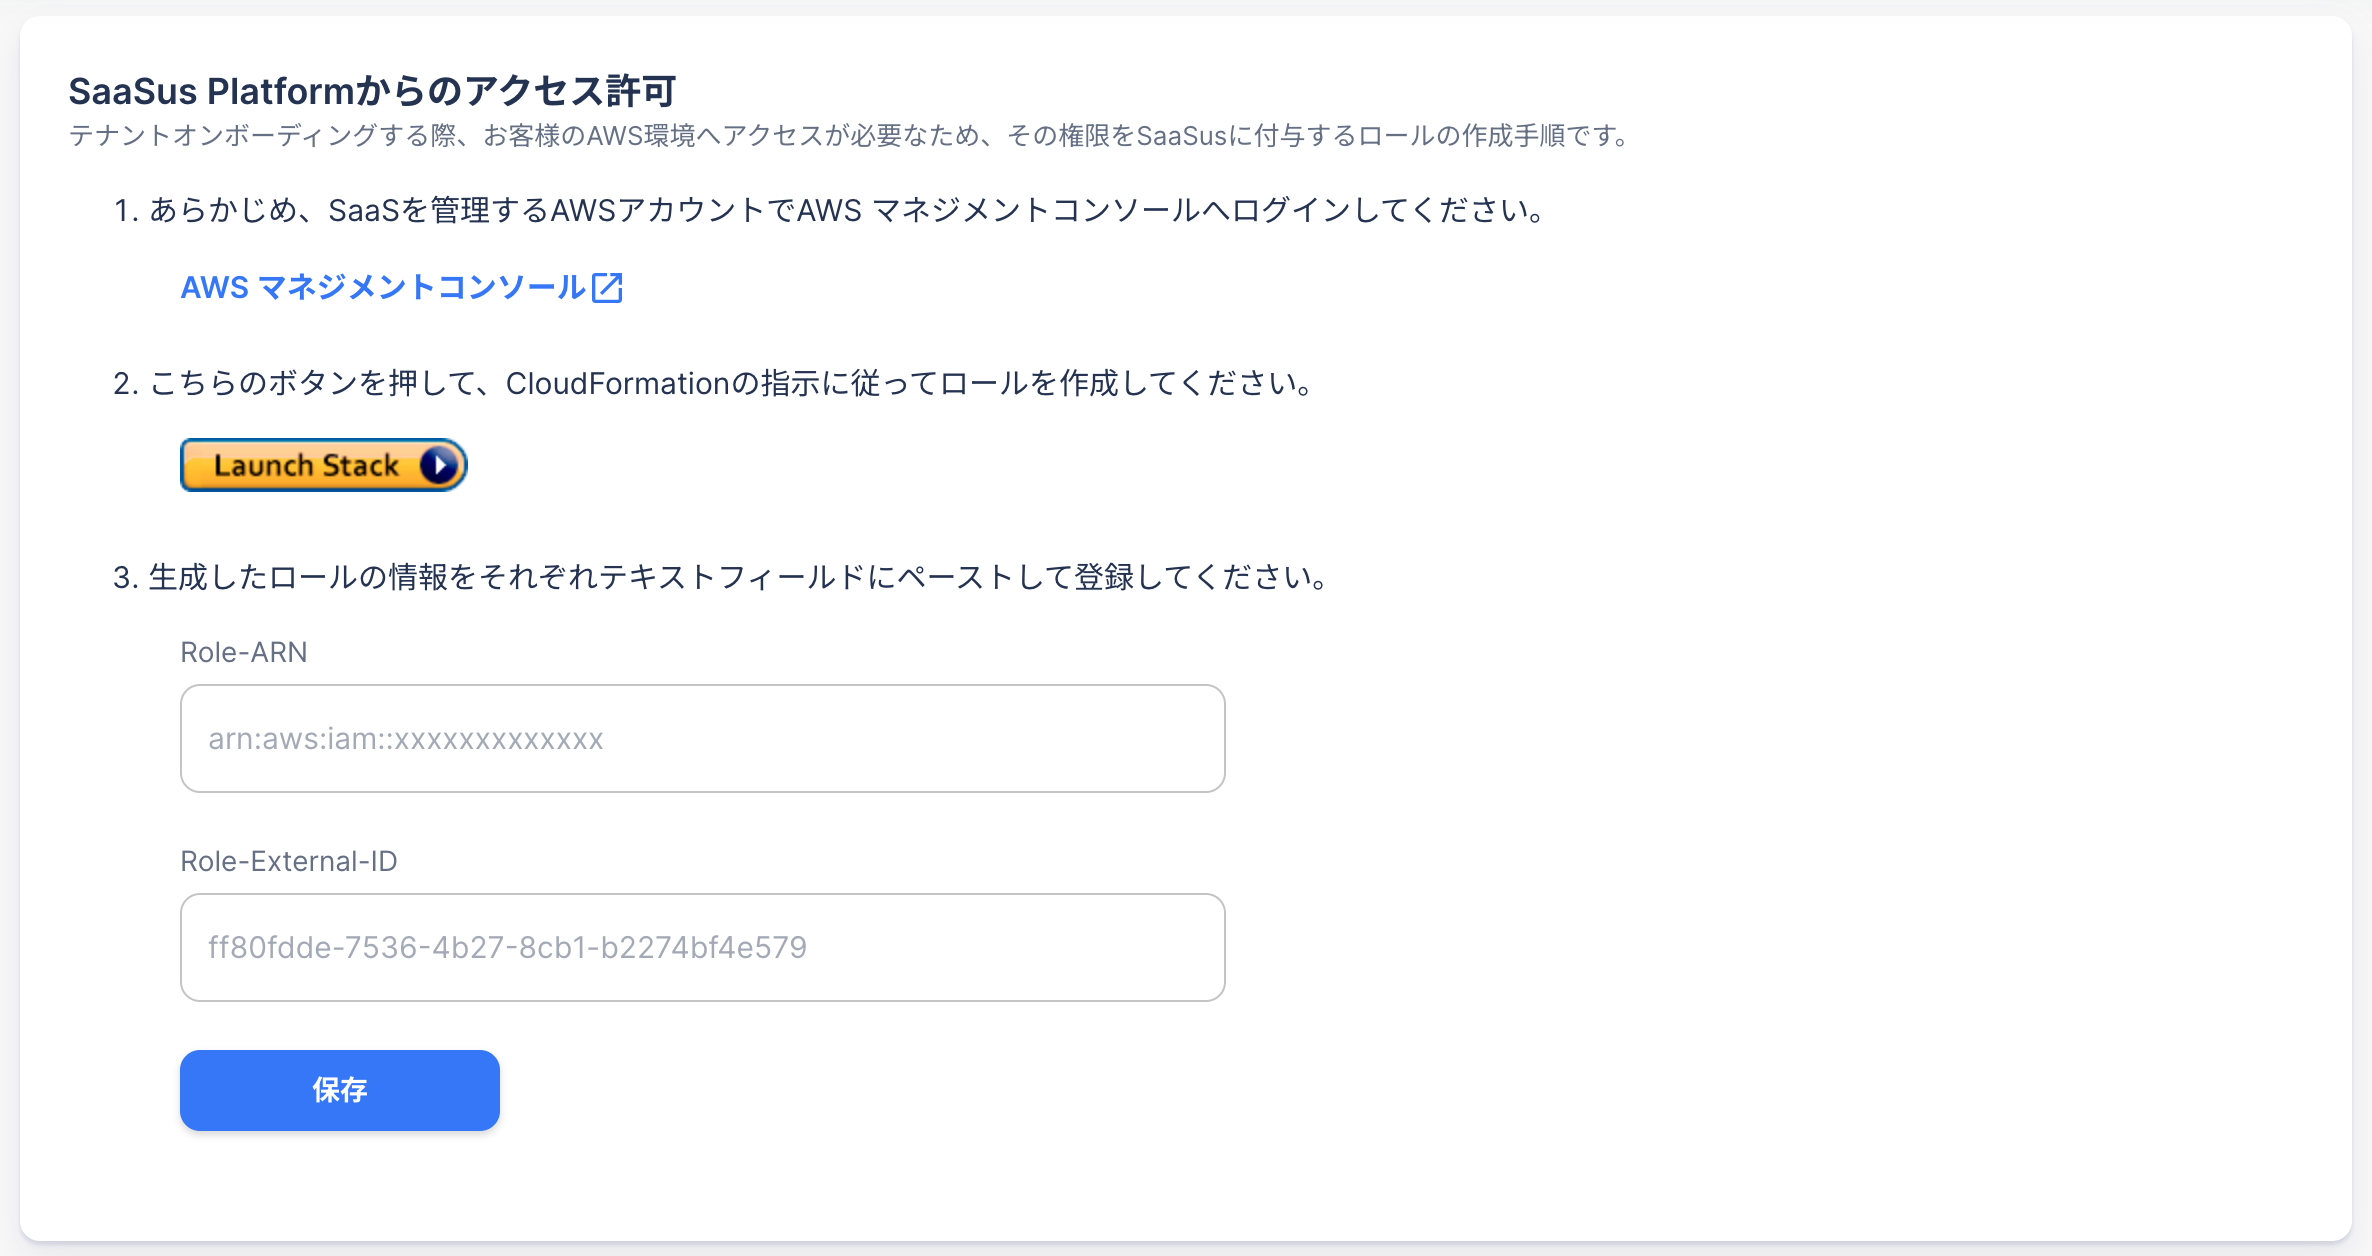 SaaSus Platformからのアクセス許可
テナントオンボーディングする際、お客様のAWS環境へアクセスが必要なため、その権限をSaaSusに付与するロールの作成手順です。
1. あらかじめ、SaaSを管理するAWSアカウントでAWS マネジメントコンソールへログインしてください。
AWS マネジメントコンソール
2. こちらのボタンを押して、CloudFormationの指示に従ってロールを作成してください。
Launch Stack
3. 生成したロールの情報をそれぞれテキストフィールドにペーストして登録してください。
Role-ARN
arn:aws:iam::xxxxxxxxxxxxx
Role-External-ID
ff80fdde-7536-4b27-8cb1-b2274bf4e579
保存